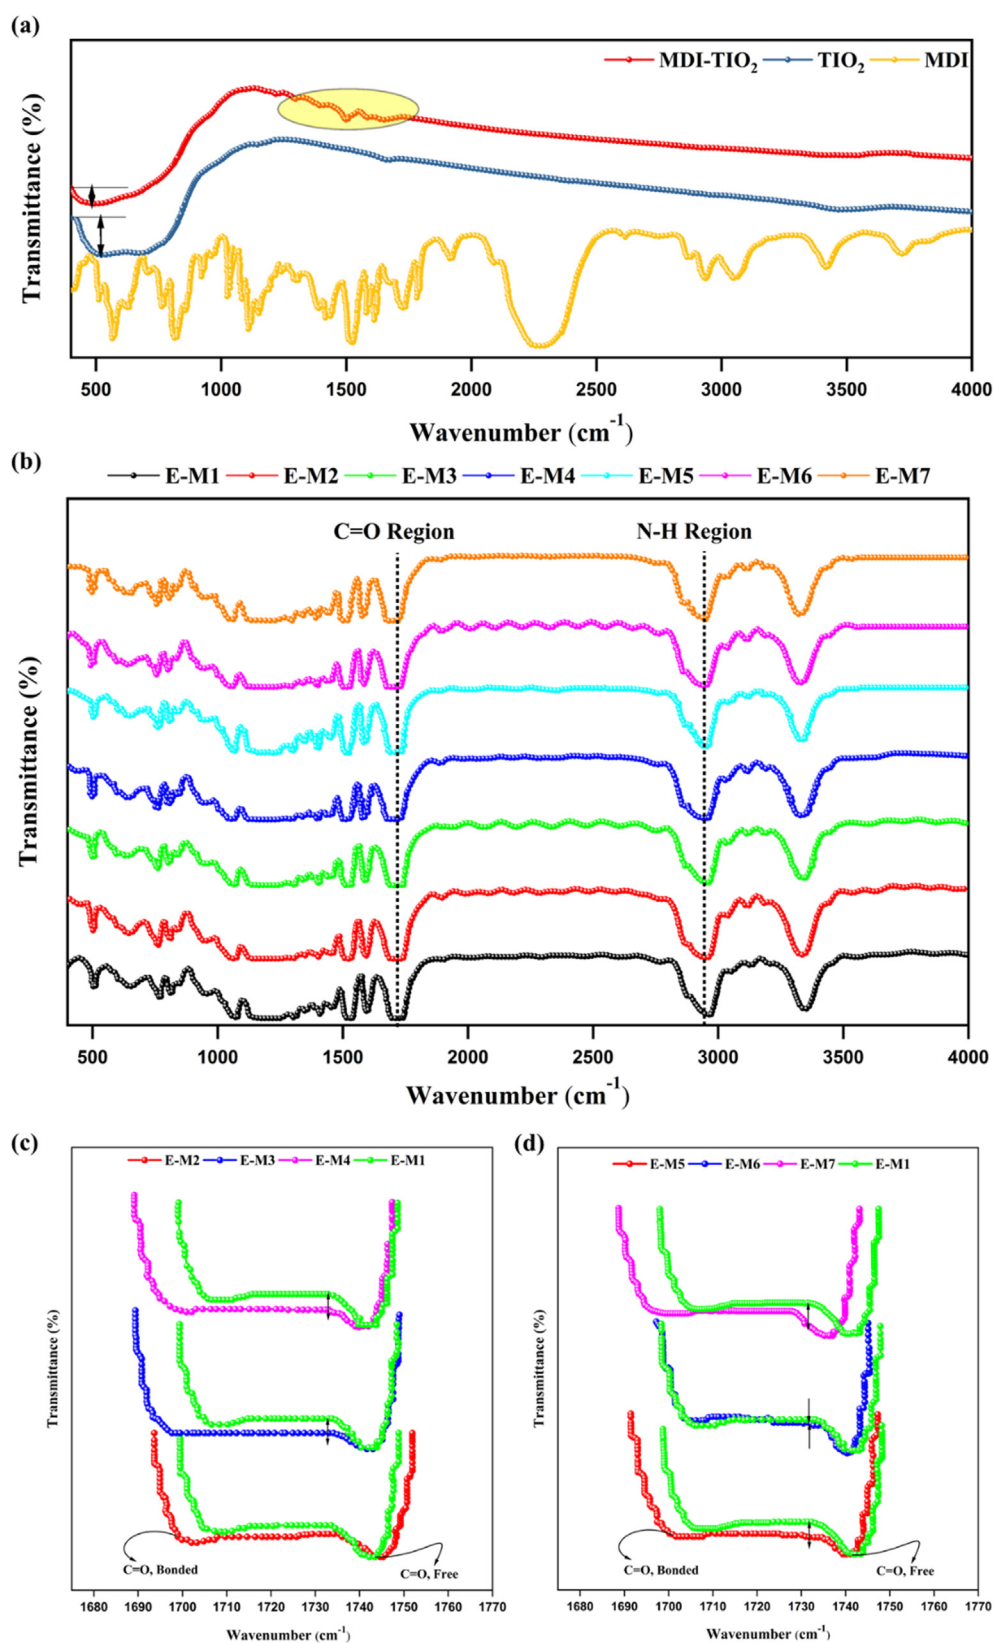 (a)
MDI-TIO2 TIO2 MDI
Transmittance (%)
500 1000 1500 2000 2500 3000 3500 4000
Wavenumber (cm-1)
(b)
E-M1 E-M2 E-M3 E-M4 E-M5 E-M6 E-M7
C=O Region N-H Region
Transmittance (%)
500 1000 1500 2000 2500 3000 3500 4000
Wavenumber (cm-1)
(c)
E-M2 E-M3 E-M4 E-M1
Transmittance (%)
C=O, Bonded
C=O, Free
1680 1690 1700 1710 1720 1730 1740 1750 1760 1770
Wavenumber (cm-1)
(d)
E-M5 E-M6 E-M7 E-M1
Transmittance (%)
C=O, Bonded
C=O, Free
1680 1690 1700 1710 1720 1730 1740 1750 1760 1770
Wavenumber (cm-1)